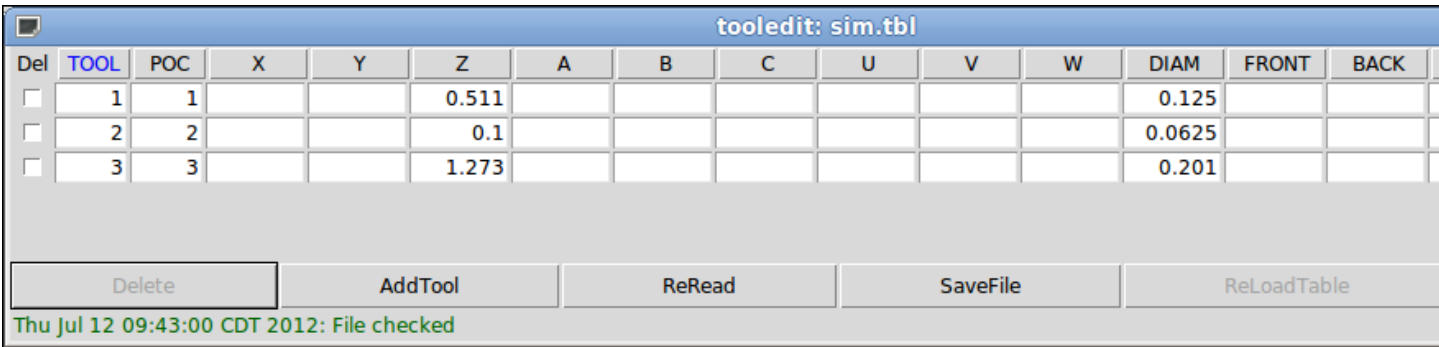 tooledit: sim.tbl
Del TOOL POC X Y Z A B C U V W DIAM FRONT BACK
1 1 0.511 0.125
2 2 0.1 0.0625
3 3 1.273 0.201
Delete AddTool ReRead SaveFile ReLoadTable
Thu Jul 12 09:43:00 CDT 2012: File checked